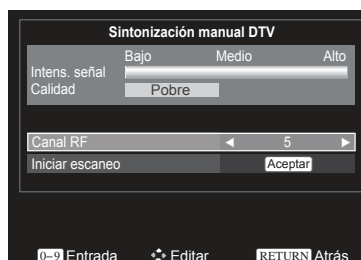 Sintonización manual DTV
Bajo Medio Alto
Intens. señal
Calidad Pobre
Canal RF 5
Iniciar escaneo Aceptar
0–9 Entrada Editar RETURN Atrás